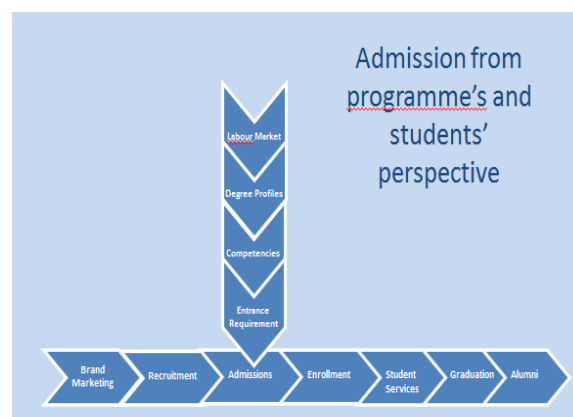 Admission from
programme's and
students'
perspective
Labour Market
Degree Profiles
Competencies
Entrance
Requirement
Brand
Marketing
Recruitment
Admissions
Enrollment
Student
Services
Graduation
Alumni